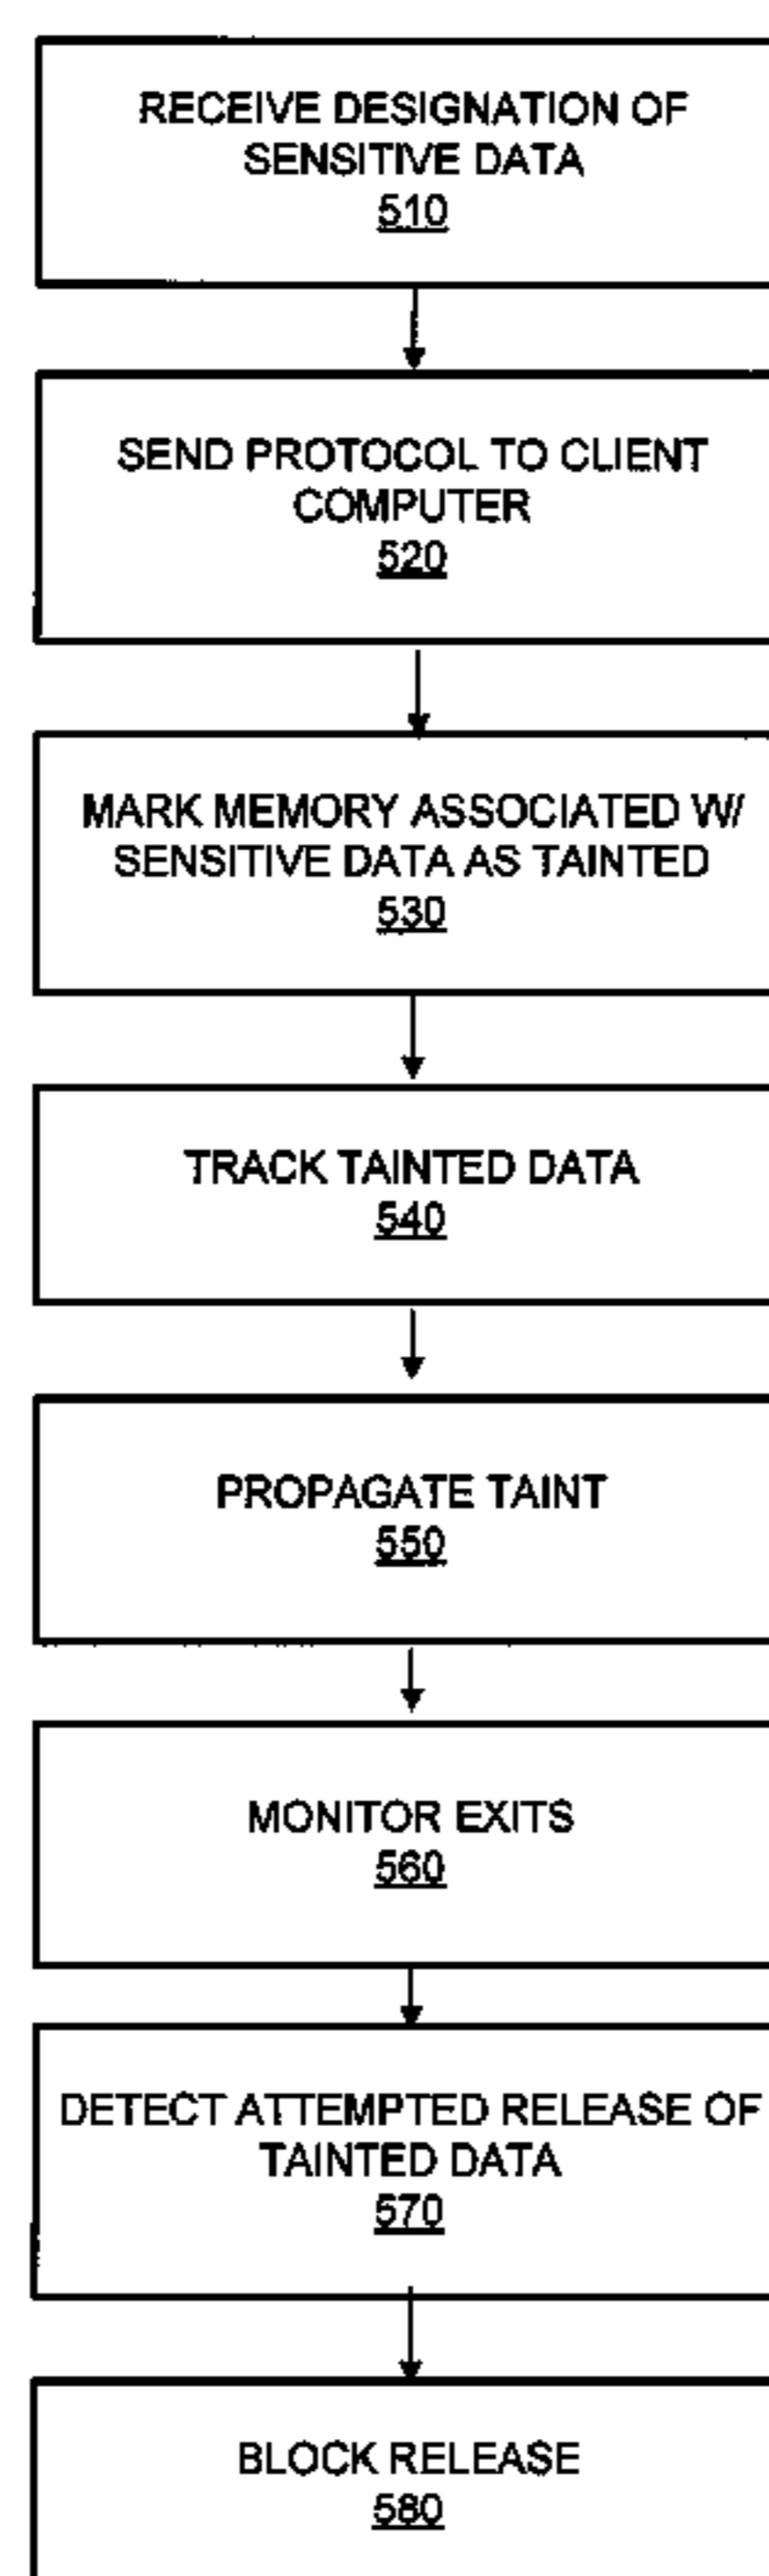 RECEIVE DESIGNATION OF
SENSITIVE DATA
510
SEND PROTOCOL TO CLIENT
COMPUTER
520
MARK MEMORY ASSOCIATED W/
SENSITIVE DATA AS TAINTED
530
TRACK TAINTED DATA
540
PROPAGATE TAINT
550
MONITOR EXITS
560
DETECT ATTEMPTED RELEASE OF
TAINTED DATA
570
BLOCK RELEASE
580